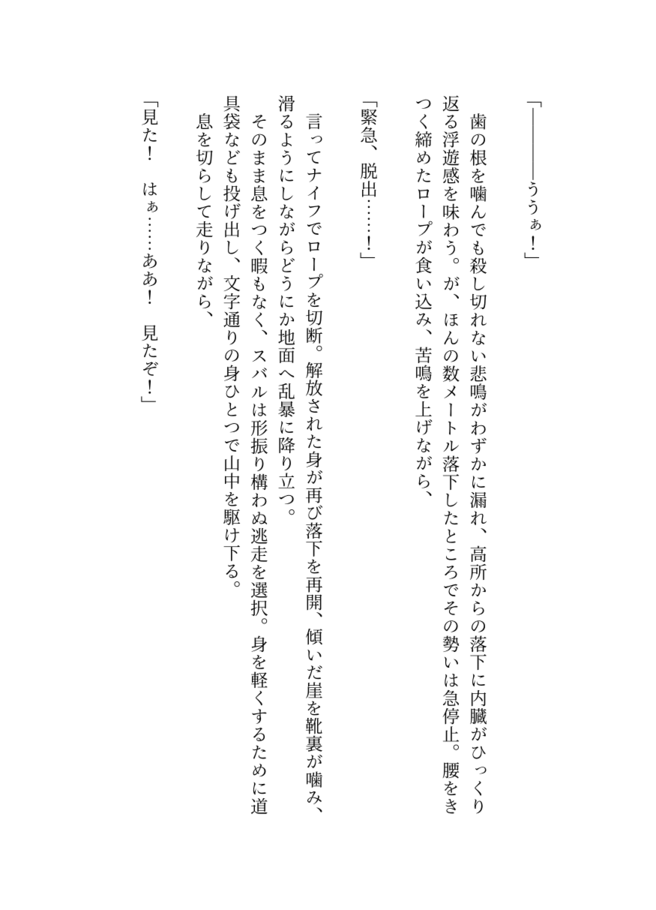 「――――ううぁ！」
　歯の根を噛んでも殺し切れない悲鳴がわずかに漏れ、高所からの落下に内臓がひっくり
返る浮遊感を味わう。が、ほんの数メートル落下したところでその勢いは急停止。腰をき
つく締めたロープが食い込み、苦鳴を上げながら、
「緊急、脱出……！」
　言ってナイフでロープを切断。解放された身が再び落下を再開、傾いだ崖を靴裏が噛み、
滑るようにしながらどうにか地面へ乱暴に降り立つ。
　そのまま息をつく暇もなく、スバルは形振り構わぬ逃走を選択。身を軽くするために道
具袋なども投げ出し、文字通りの身ひとつで山中を駆け下る。
　息を切らして走りながら、
「見た！　はぁ……ああ！　見たぞ！」